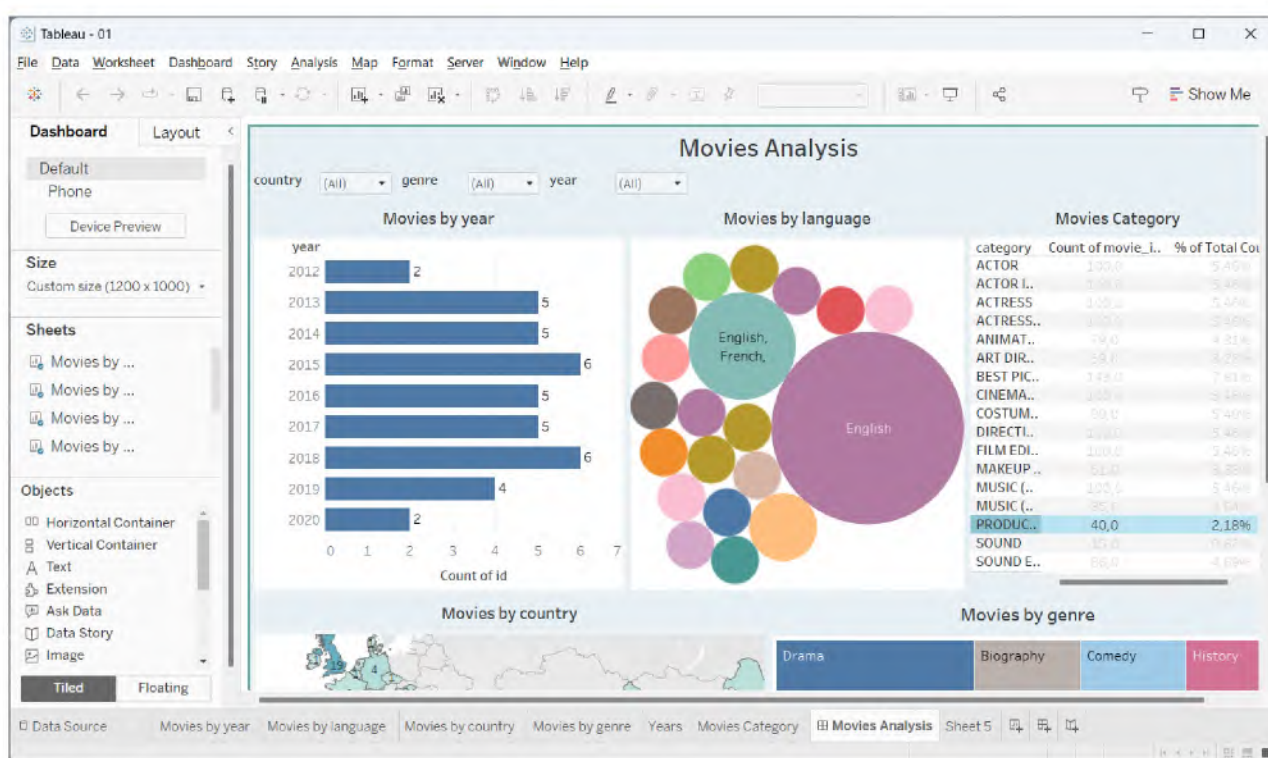 Tableau - 01
File Data Worksheet Dashboard Story Analysis Map Format Server Window Help
Show Me
Dashboard Layout
Default
Phone
Device Preview
Size
Custom size (1200 x 1000)
Sheets
Movies by ...
Movies by ...
Movies by ...
Movies by ...
Objects
Horizontal Container
Vertical Container
Text
Extension
Ask Data
Data Story
Image
Tiled Floating
Movies Analysis
country (All) genre (All) year (All)
Movies by year
year
2012 2
2013 5
2014 5
2015 6
2016 5
2017 5
2018 6
2019 4
2020 2
0 1 2 3 4 5 6 7
Count of id
Movies by language
English,
French,
English
Movies Category
category Count of movie_i.. % of Total Cou
ACTOR
ACTOR I..
ACTRESS
ACTRESS..
ANIMAT..
ART DIR..
BEST PIC..
CINEMA..
COSTUM..
DIRECTI..
FILM EDI..
MAKEUP ..
MUSIC (..
MUSIC (..
PRODUC.. 40,0 2,18%
SOUND
SOUND E..
Movies by country
19 4
Movies by genre
Drama Biography Comedy History
Data Source Movies by year Movies by language Movies by country Movies by genre Years Movies Category Movies Analysis Sheet 5